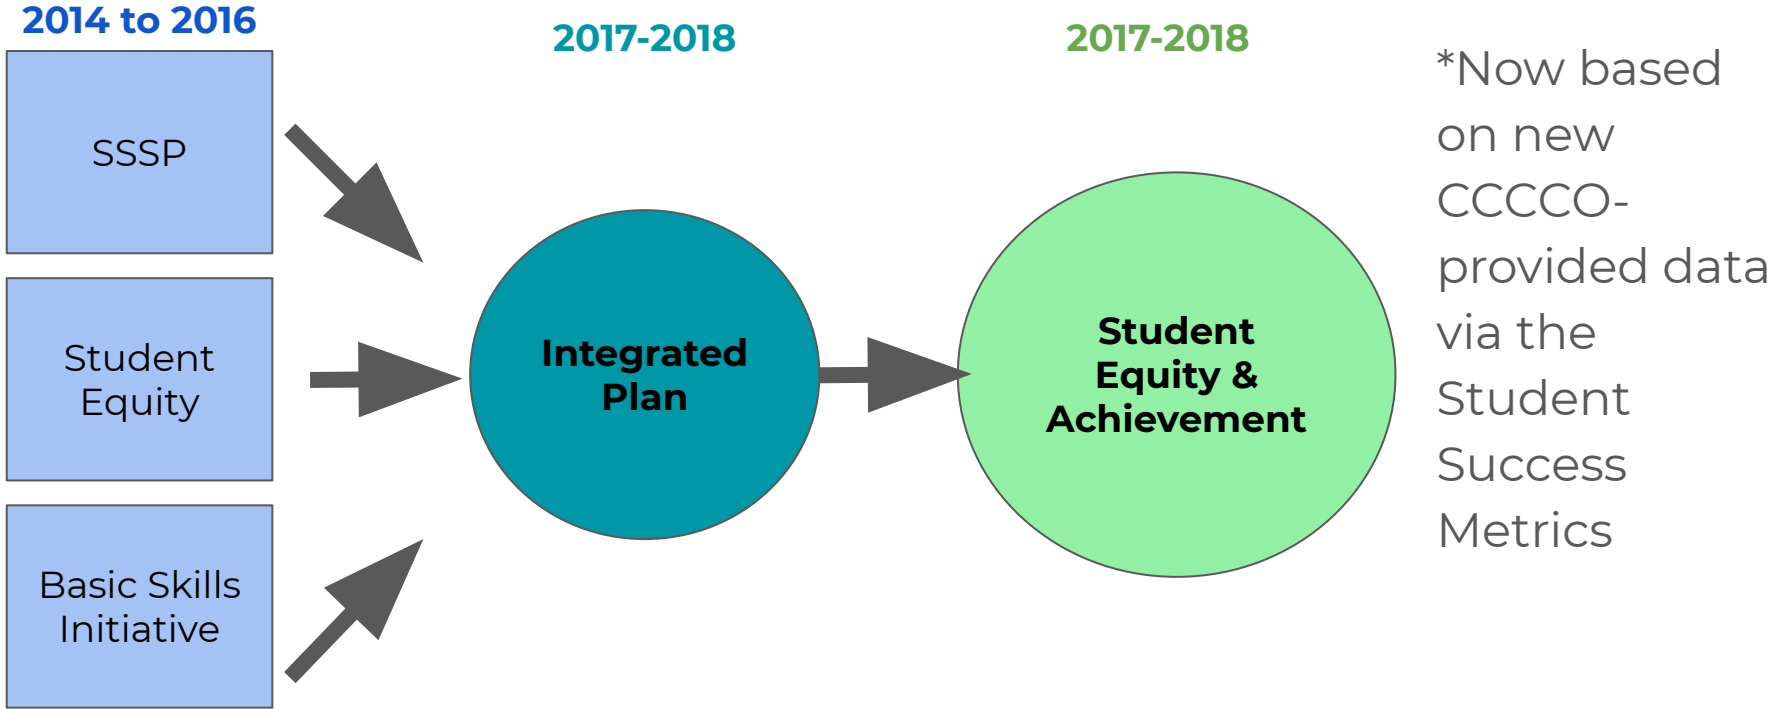 2014 to 2016
SSSP
Student
Equity
Basic Skills
Initiative
2017-2018
Integrated
Plan
2017-2018
Student
Equity &
Achievement
*Now based
on new
CCCCO-
provided data
via the
Student
Success
Metrics